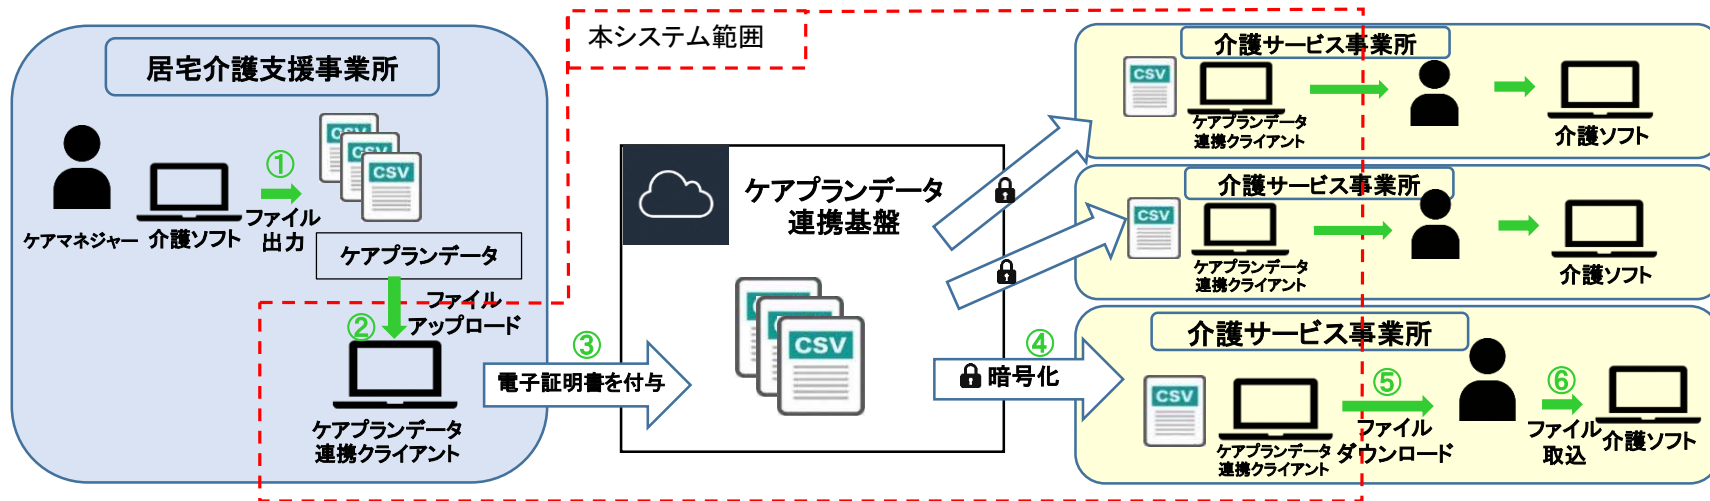 本システム範囲
居宅介護支援事業所
ケアマネジャー
介護ソフト
①
ファイル
出力
CSV
CSV
CSV
ケアプランデータ
②
ファイル
アップロード
ケアプランデータ
連携クライアント
③
電子証明書を付与
ケアプランデータ
連携基盤
CSV
④
暗号化
介護サービス事業所
CSV
ケアプランデータ
連携クライアント
介護ソフト
介護サービス事業所
CSV
ケアプランデータ
連携クライアント
介護ソフト
介護サービス事業所
CSV
ケアプランデータ
連携クライアント
⑤
ファイル
ダウンロード
⑥
ファイル
取込
介護ソフト